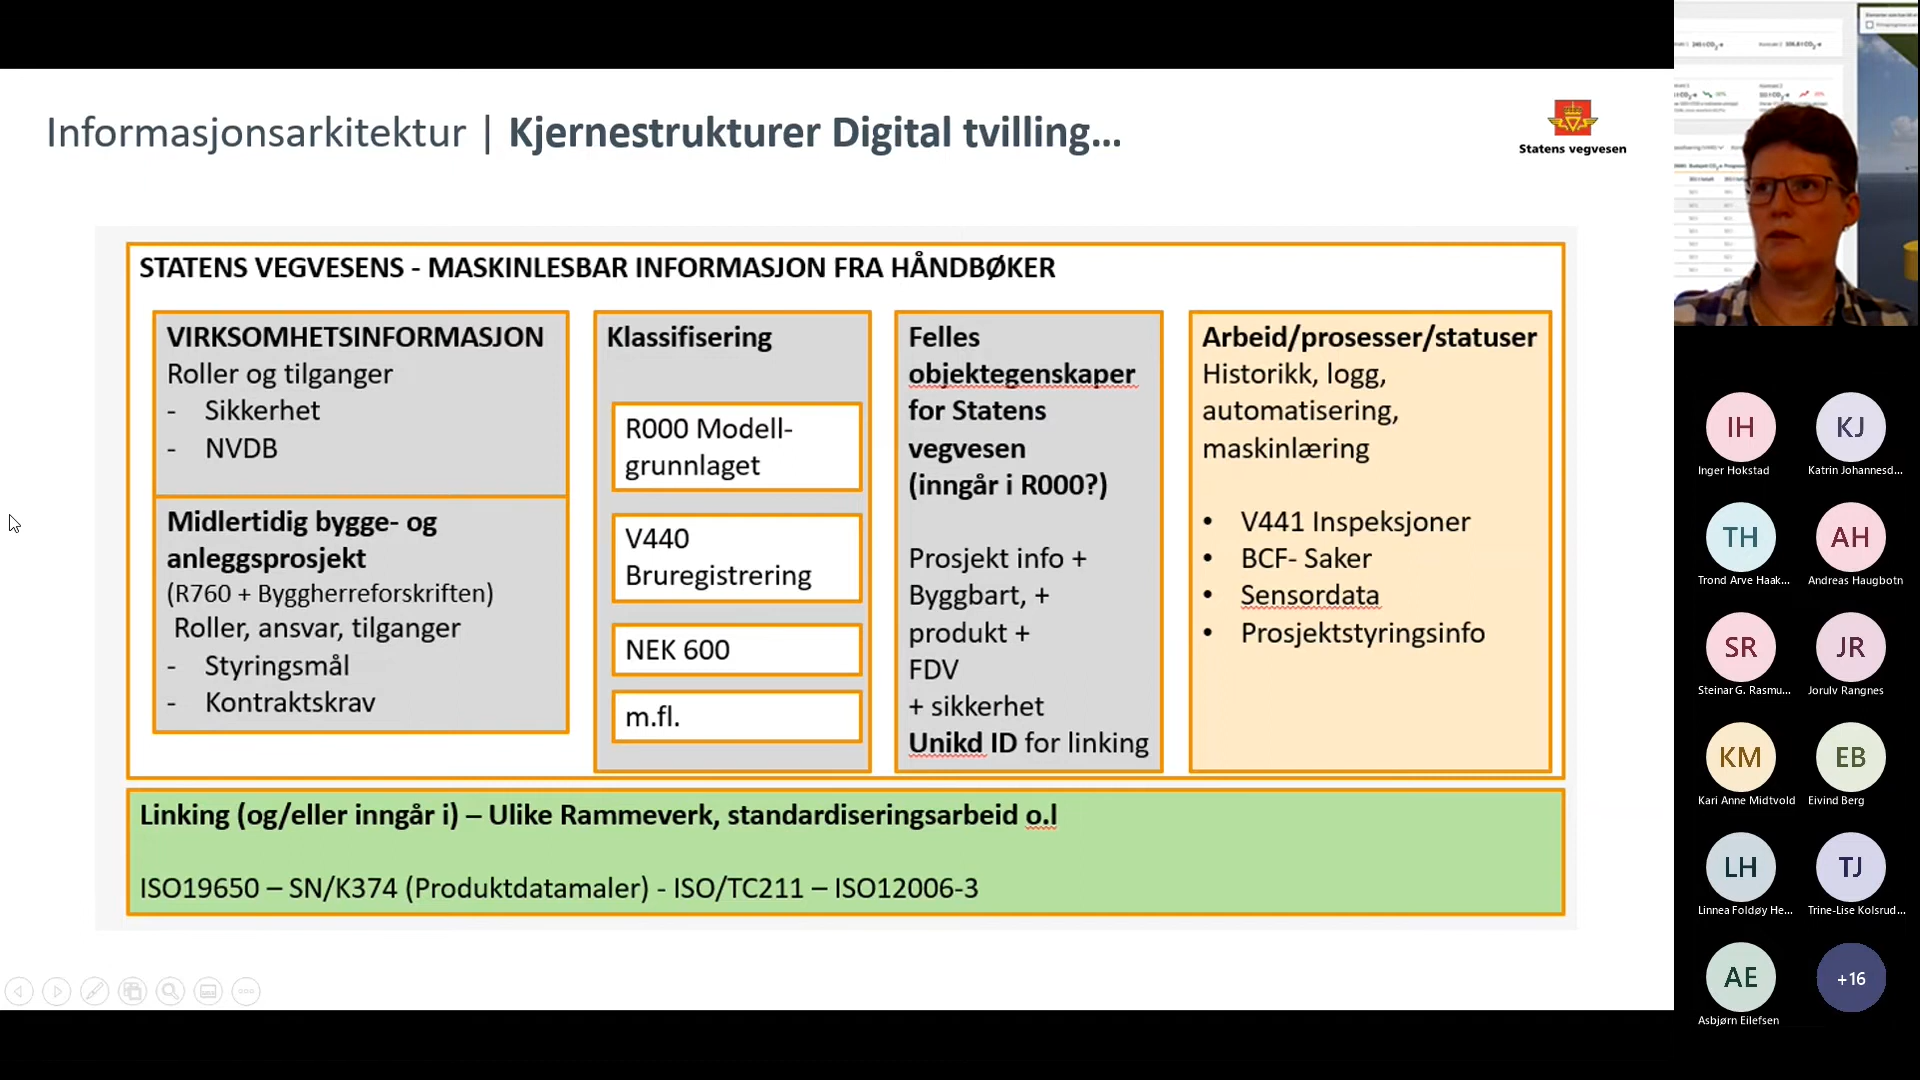 Informasjonsarkitektur | Kjernestrukturer Digital tvilling...
Statens vegvesen
STATENS VEGVESENS - MASKINLESBAR INFORMASJON FRA HÅNDBØKER
VIRKSOMHETSINFORMASJON
Roller og tilganger
- Sikkerhet
- NVDB
Midlertidig bygge- og
anleggsprosjekt
(R760 + Byggherreforskriften)
Roller, ansvar, tilganger
- Styringsmål
- Kontraktskrav
Klassifisering
R000 Modell-
grunnlaget
V440
Bruregistrering
NEK 600
m.fl.
Felles
objektegenskaper
for Statens
vegvesen
(inngår i R000?)
Prosjekt info +
Byggbart, +
produkt +
FDV
+ sikkerhet
Unikd ID for linking
Arbeid/prosesser/statuser
Historikk, logg,
automatisering,
maskinlæring
• V441 Inspeksjoner
• BCF- Saker
• Sensordata
• Prosjektstyringsinfo
Linking (og/eller inngår i) – Ulike Rammeverk, standardiseringsarbeid o.l
ISO19650 – SN/K374 (Produktdatamaler) - ISO/TC211 – ISO12006-3
IH
Inger Hokstad
KJ
Katrin Johannesd...
TH
Trond Arve Haak...
AH
Andreas Haugbotn
SR
Steinar G. Rasmu...
JR
Jorulv Rangnes
KM
Kari Anne Midtvold
EB
Eivind Berg
LH
Linnea Foldøy He...
TJ
Trine-Lise Kolsrud...
AE
Asbjørn Eilefsen
+16